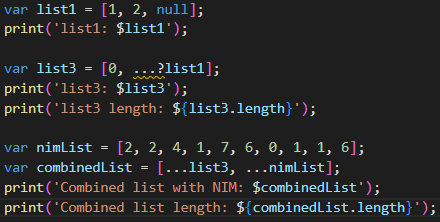 var list1 = [1, 2, null];
print('list1: $list1');
var list3 = [0, ...?list1];
print('list3: $list3');
print('list3 length: ${list3.length}');
var nimList = [2, 2, 4, 1, 7, 6, 0, 1, 1, 6];
var combinedList = [...list3, ...nimList];
print('Combined list with NIM: $combinedList');
print('Combined list length: ${combinedList.length}');